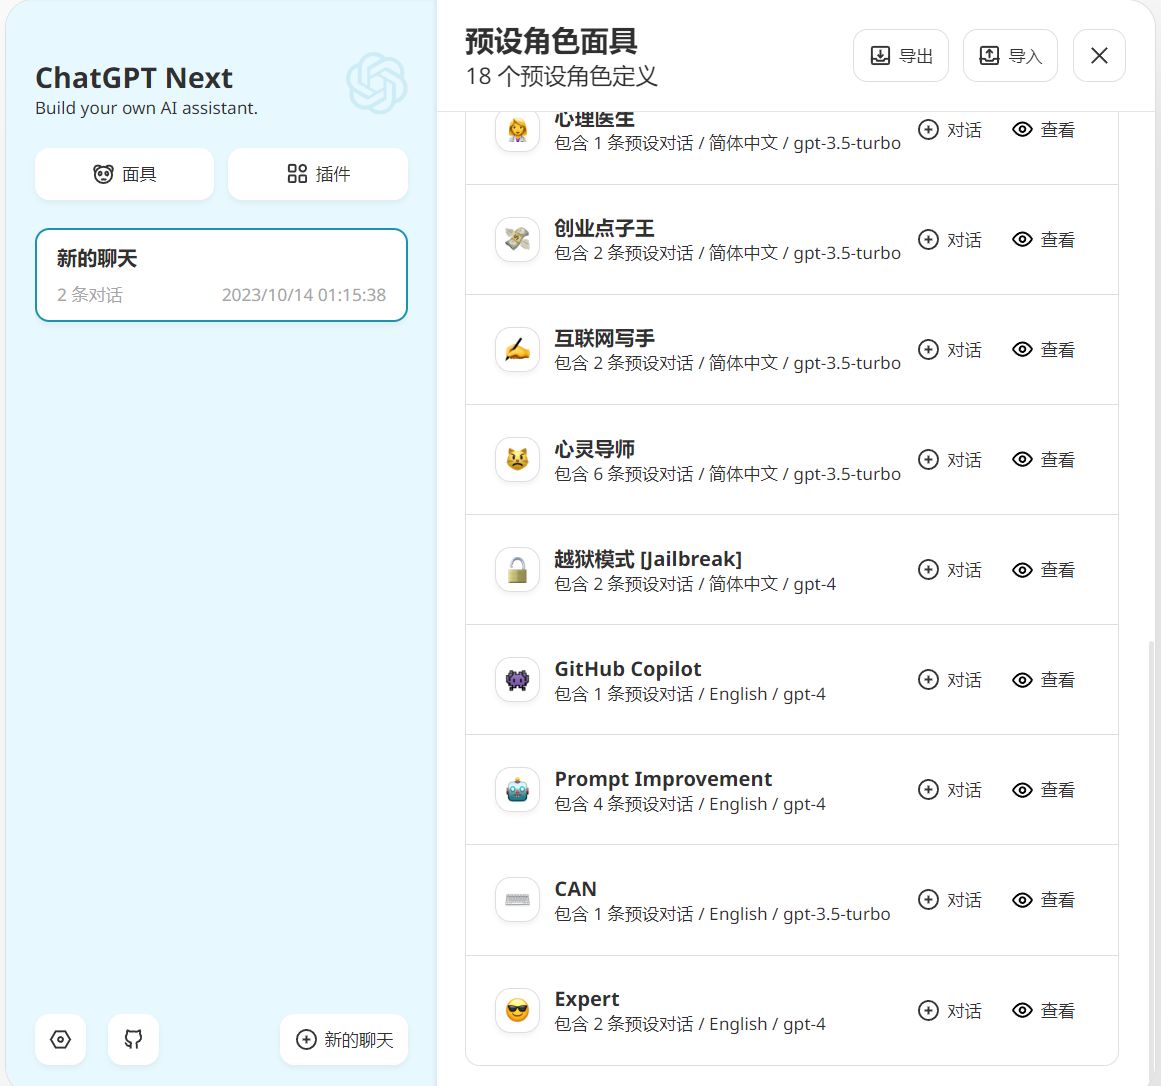 ChatGPT Next
Build your own AI assistant.
面具
插件
新的聊天
2 条对话
2023/10/14 01:15:38
新的聊天
预设角色面具
18 个预设角色定义
导出
导入
心理医生
包含 1 条预设对话 / 简体中文 / gpt-3.5-turbo
对话
查看
创业点子王
包含 2 条预设对话 / 简体中文 / gpt-3.5-turbo
对话
查看
互联网写手
包含 2 条预设对话 / 简体中文 / gpt-3.5-turbo
对话
查看
心灵导师
包含 6 条预设对话 / 简体中文 / gpt-3.5-turbo
对话
查看
越狱模式 [Jailbreak]
包含 2 条预设对话 / 简体中文 / gpt-4
对话
查看
GitHub Copilot
包含 1 条预设对话 / English / gpt-4
对话
查看
Prompt Improvement
包含 4 条预设对话 / English / gpt-4
对话
查看
CAN
包含 1 条预设对话 / English / gpt-3.5-turbo
对话
查看
Expert
包含 2 条预设对话 / English / gpt-4
对话
查看